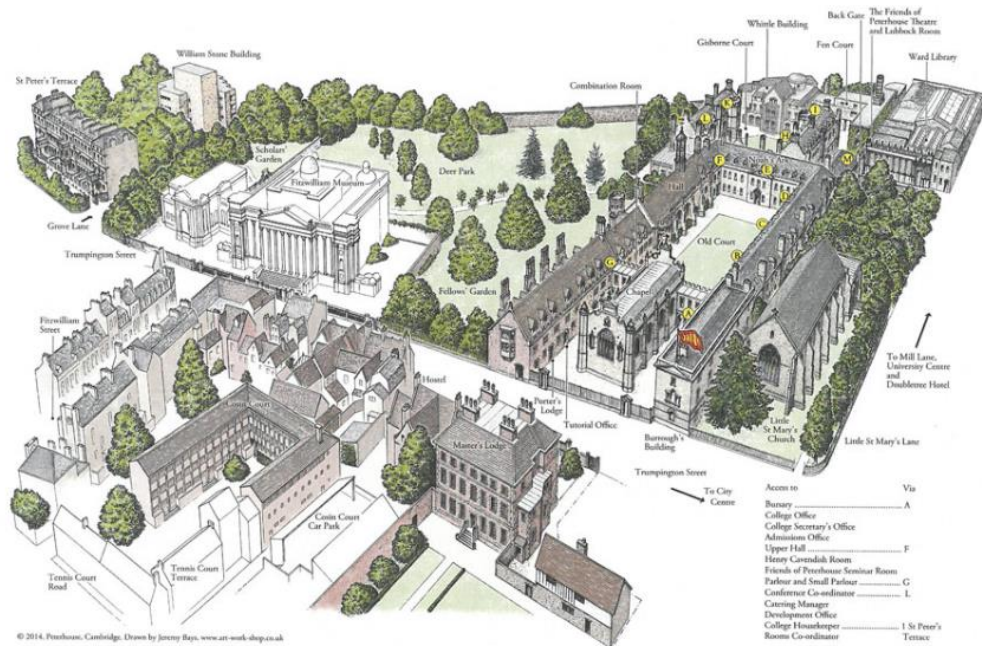 Whittle Building
Back Gate
The Friends of
Peterhouse Theatre
and Lubbock Room
Gisborne Court
Fen Court
Ward Library
William Stone Building
St Peter's Terrace
Combination Room
K
I
L
H
Scholars'
Garden
Deer Park
F
E
M
Fitzwilliam Museum
Hall
D
Grove Lane
C
Old Court
Trumpington Street
B
G
Fellows' Garden
Chapel
A
Fitzwilliam
Street
To Mill Lane,
University Centre
and
Doubletree Hotel
Hostel
Cosin Court
Porter's
Lodge
Tutorial Office
Little
St Mary's
Church
Master's Lodge
Burrough's
Building
Little St Mary's Lane
Trumpington Street
To City
Centre
Cosin Court
Car Park
Tennis Court
Road
Tennis Court
Terrace
Access to Via
Bursary A
College Office
College Secretary's Office
Admissions Office
Upper Hall F
Henry Cavendish Room
Friends of Peterhouse Seminar Room
Parlour and Small Parlour G
Conference Co-ordinator L
Catering Manager
Development Office
College Housekeeper 1 St Peter's
Rooms Co-ordinator Terrace
© 2014. Peterhouse, Cambridge. Drawn by Jeremy Bays. www.art-work-shop.co.uk